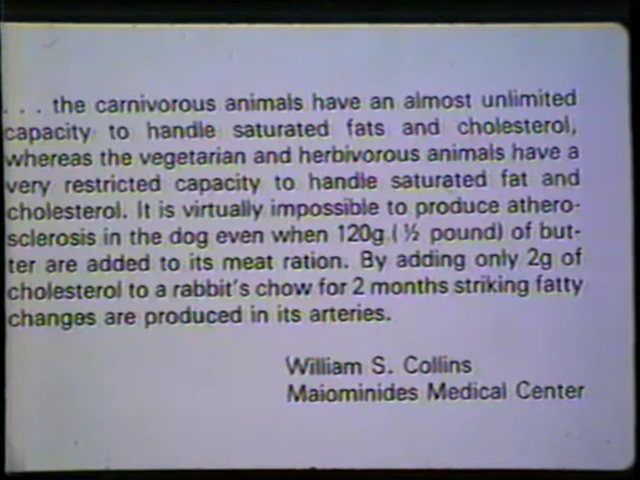 . . . the carnivorous animals have an almost unlimited
capacity to handle saturated fats and cholesterol,
whereas the vegetarian and herbivorous animals have a
very restricted capacity to handle saturated fat and
cholesterol. It is virtually impossible to produce athero-
sclerosis in the dog even when 120g (½ pound) of but-
ter are added to its meat ration. By adding only 2g of
cholesterol to a rabbit's chow for 2 months striking fatty
changes are produced in its arteries.
William S. Collins
Maiominides Medical Center